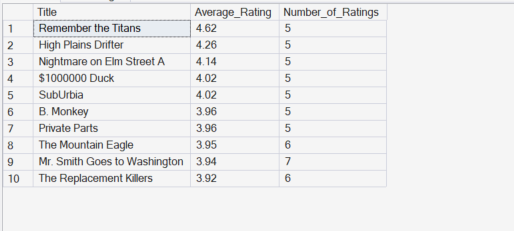 Title Average_Rating Number_of_Ratings
1 Remember the Titans 4.62 5
2 High Plains Drifter 4.26 5
3 Nightmare on Elm Street A 4.14 5
4 $1000000 Duck 4.02 5
5 SubUrbia 4.02 5
6 B. Monkey 3.96 5
7 Private Parts 3.96 5
8 The Mountain Eagle 3.95 6
9 Mr. Smith Goes to Washington 3.94 7
10 The Replacement Killers 3.92 6